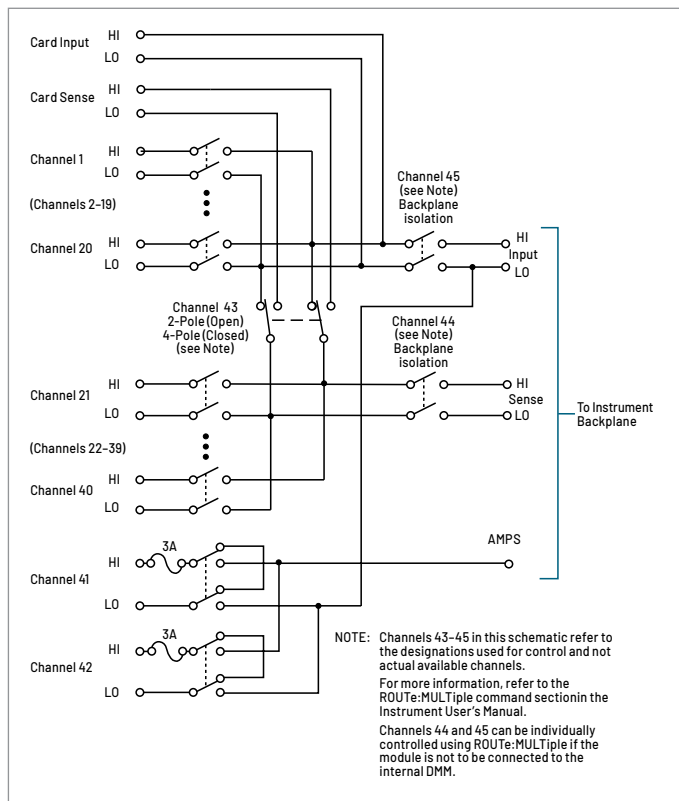 Card Input
HI
LO
Card Sense
HI
LO
Channel 1
HI
LO
(Channels 2–19)
Channel 20
HI
LO
Channel 45
(see Note)
Backplane
isolation
HI
Input
LO
Channel 43
2-Pole (Open)
4-Pole (Closed)
(see Note)
Channel 44
(see Note)
Backplane
isolation
Channel 21
HI
LO
HI
Sense
LO
To Instrument
Backplane
(Channels 22–39)
Channel 40
HI
LO
AMPS
Channel 41
HI
3A
LO
Channel 42
HI
3A
LO
NOTE: Channels 43–45 in this schematic refer to
the designations used for control and not
actual available channels.
For more information, refer to the
ROUTe:MULTiple command sectionin the
Instrument User's Manual.
Channels 44 and 45 can be individually
controlled using ROUTe:MULTiple if the
module is not to be connected to the
internal DMM.